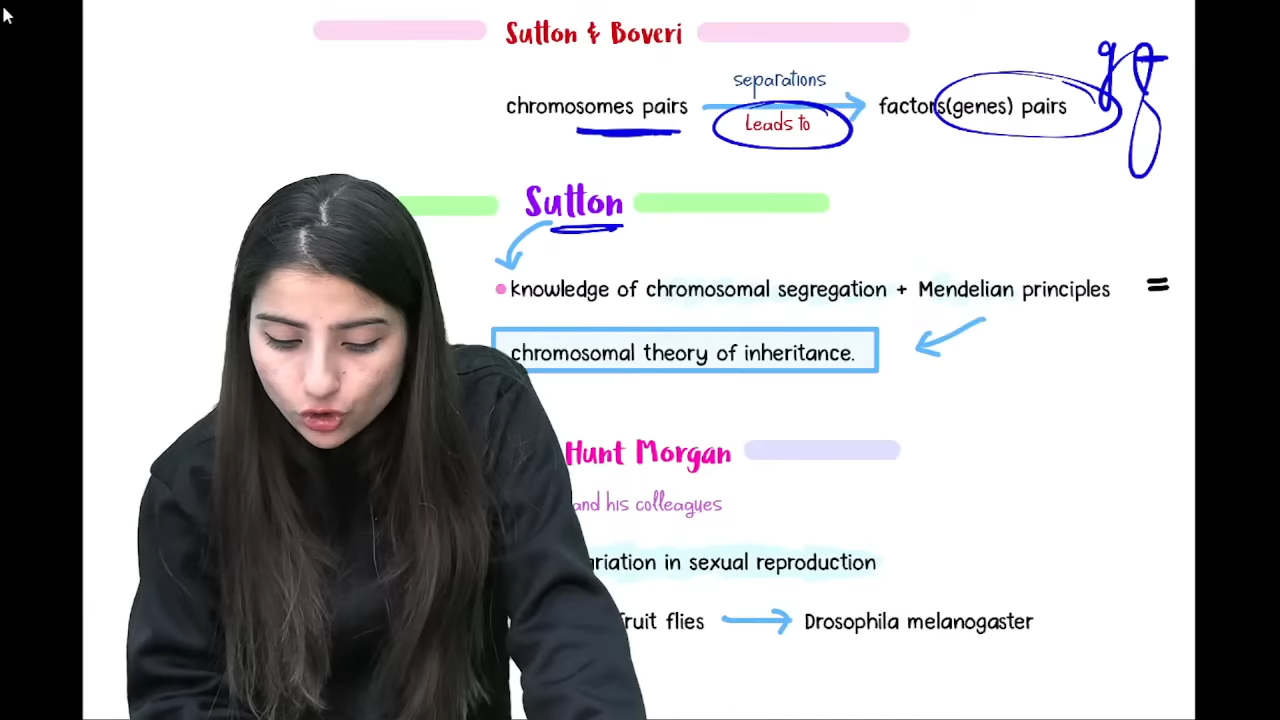 Sutton & Boveri
separations
chromosomes pairs factors(genes) pairs
leads to
Sutton
knowledge of chromosomal segregation + Mendelian principles =
chromosomal theory of inheritance.
Hunt Morgan
and his colleagues
ariation in sexual reproduction
fruit flies Drosophila melanogaster